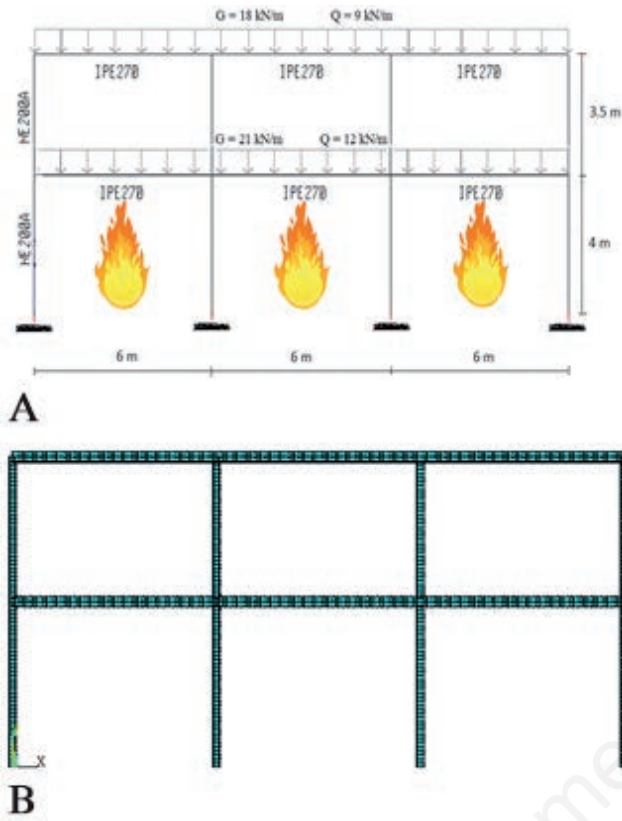 G = 18 kN/m Q = 9 kN/m
IPE270 IPE270 IPE270
HE200A
3,5 m
G = 21 kN/m Q = 12 kN/m
IPE270 IPE270 IPE270
HE200A
4 m
6 m 6 m 6 m
A
X
B